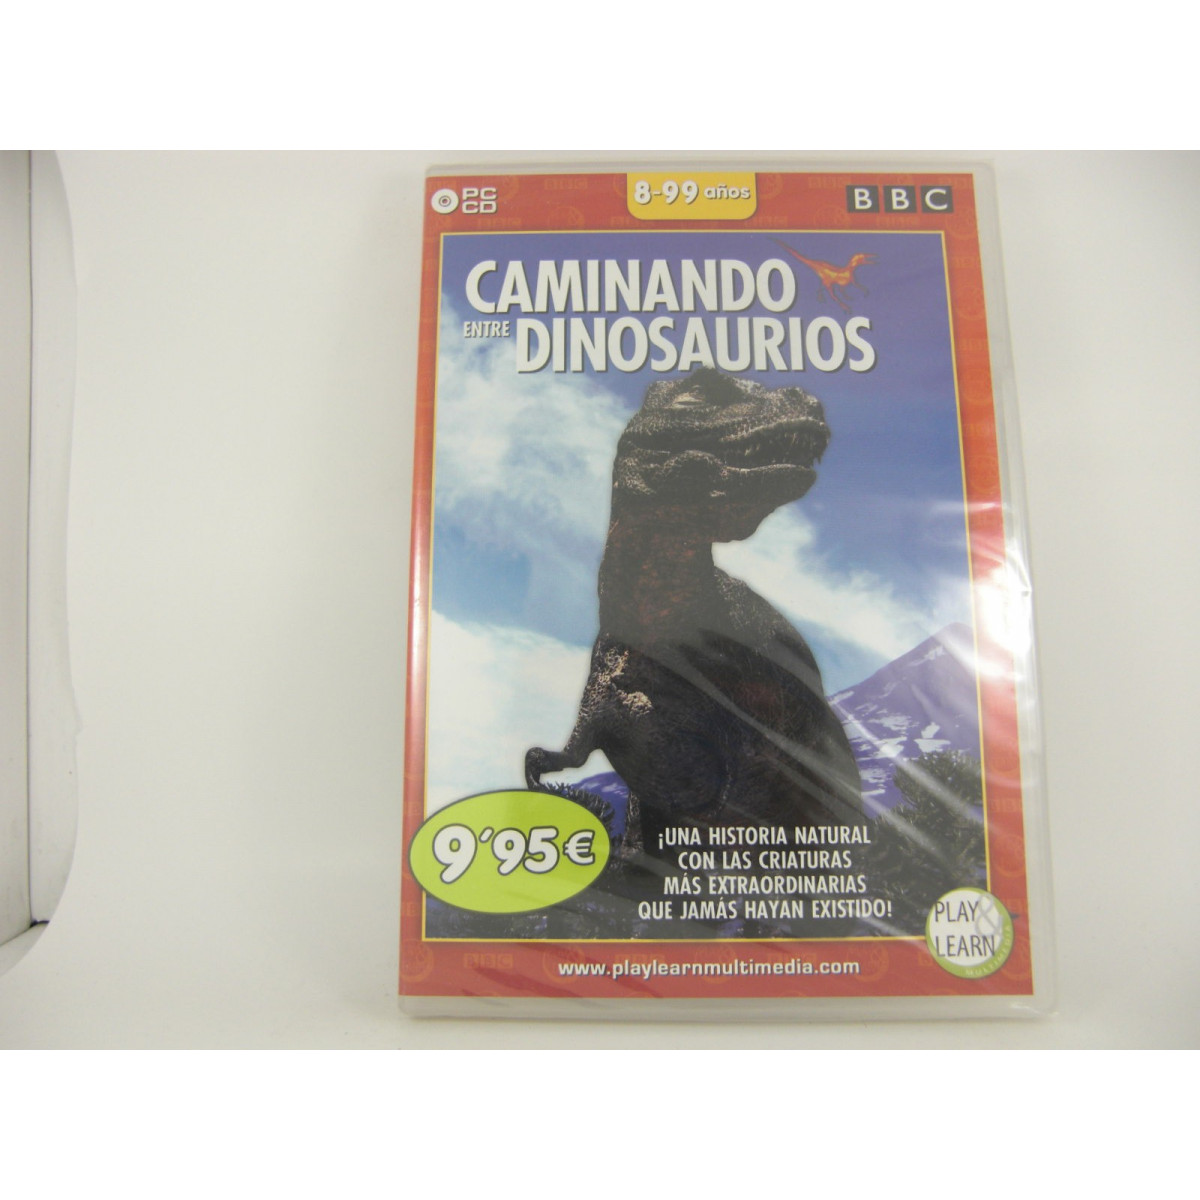 PC
CD
8-99 años
BBC
CAMINANDO
ENTRE DINOSAURIOS
9'95€
¡UNA HISTORIA NATURAL
CON LAS CRIATURAS
MÁS EXTRAORDINARIAS
QUE JAMÁS HAYAN EXISTIDO!
PLAY &
LEARN
MULTIMEDIA
www.playlearnmultimedia.com